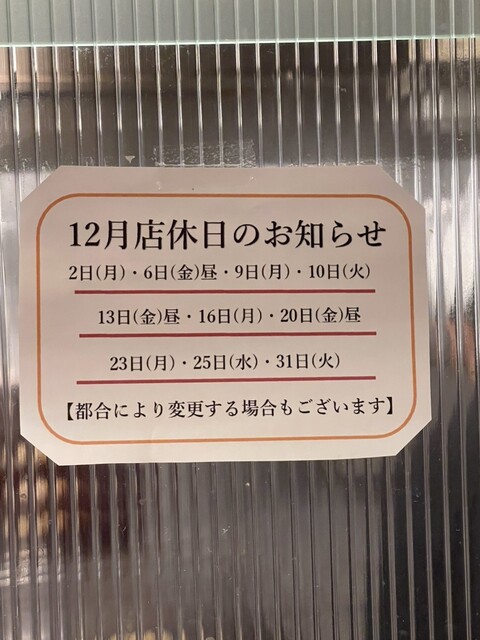 12月店休日のお知らせ
2日(月)・6日(金)昼・9日(月)・10日(火)
13日(金)昼・16日(月)・20日(金)昼
23日(月)・25日(水)・31日(火)
【都合により変更する場合もございます】